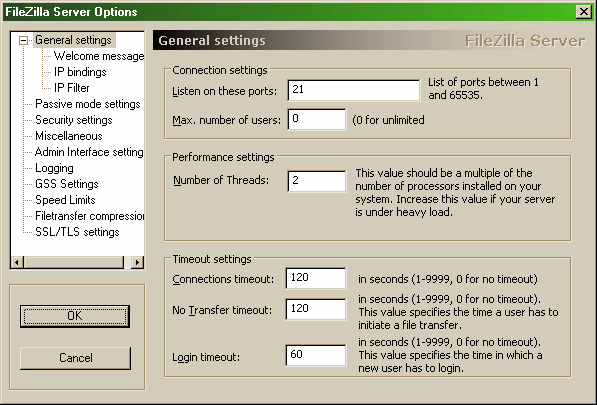 FileZilla Server Options
General settings
Welcome message
IP bindings
IP Filter
Passive mode settings
Security settings
Miscellaneous
Admin Interface setting
Logging
GSS Settings
Speed Limits
Filetransfer compression
SSL/TLS settings
OK
Cancel
General settings
FileZilla Server
Connection settings
Listen on these ports: 21 List of ports between 1
and 65535.
Max. number of users: 0 (0 for unlimited
Performance settings
Number of Threads: 2 This value should be a multiple of the
number of processors installed on your
system. Increase this value if your server
is under heavy load.
Timeout settings
Connections timeout: 120 in seconds (1-9999, 0 for no timeout)
No Transfer timeout: 120 in seconds (1-9999, 0 for no timeout).
This value specifies the time a user has to
initiate a file transfer.
Login timeout: 60 in seconds (1-9999, 0 for no timeout).
This value specifies the time in which a
new user has to login.